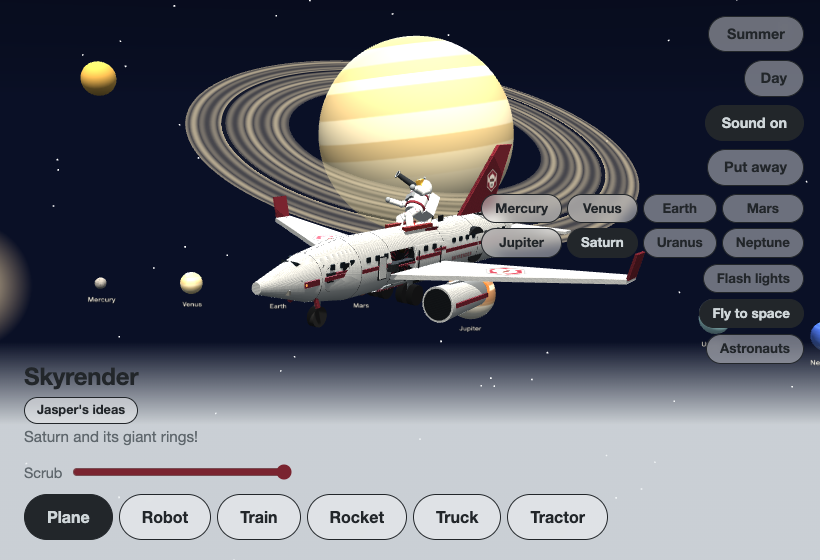 Summer
Day
Sound on
Put away
Mercury Venus Earth Mars
Jupiter Saturn Uranus Neptune
Flash lights
Fly to space
Astronauts
Mercury
Venus
Earth
Mars
Jupiter
Skyrender
Jasper's ideas
Saturn and its giant rings!
Scrub
Plane Robot Train Rocket Truck Tractor